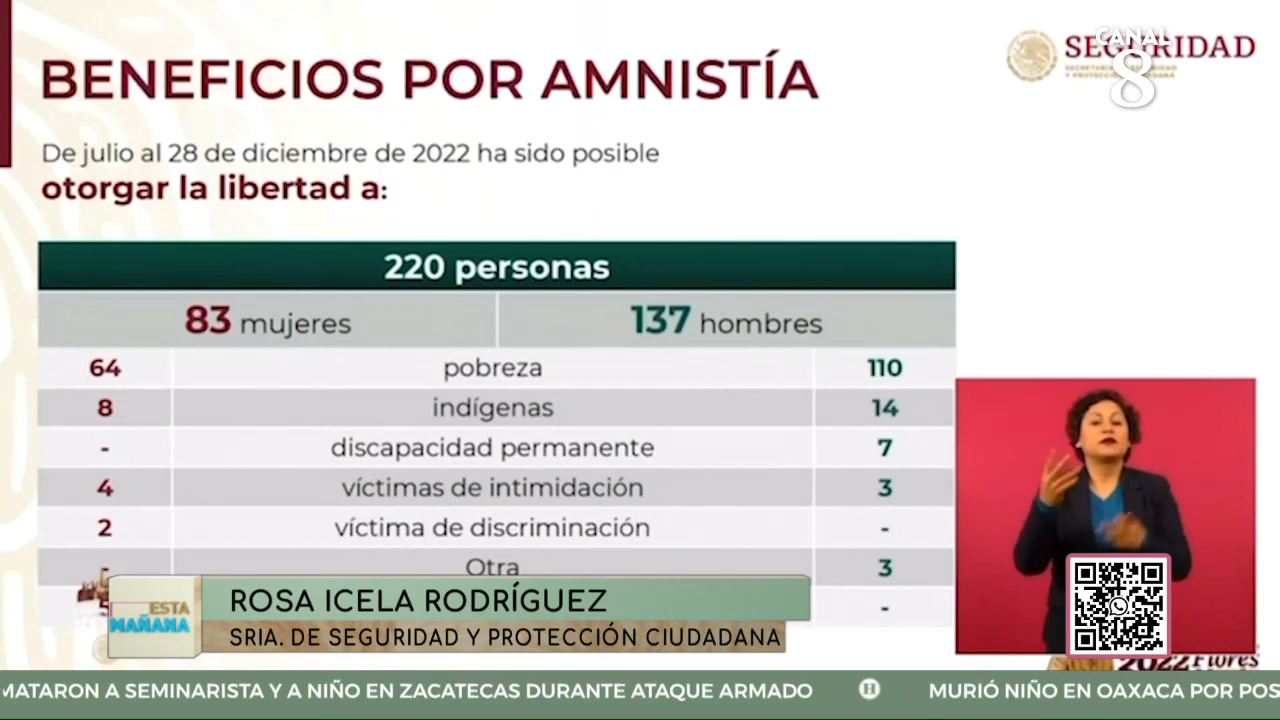 BENEFICIOS POR AMNISTÍA
SEGURIDAD
CANAL
8
De julio al 28 de diciembre de 2022 ha sido posible
otorgar la libertad a:
220 personas
83 mujeres 137 hombres
64 pobreza 110
8 indígenas 14
- discapacidad permanente 7
4 víctimas de intimidación 3
2 víctima de discriminación -
- Otra 3
-
ESTA
MAÑANA
ROSA ICELA RODRÍGUEZ
SRIA. DE SEGURIDAD Y PROTECCIÓN CIUDADANA
2022 Flores
MATARON A SEMINARISTA Y A NIÑO EN ZACATECAS DURANTE ATAQUE ARMADO H MURIÓ NIÑO EN OAXACA POR POS